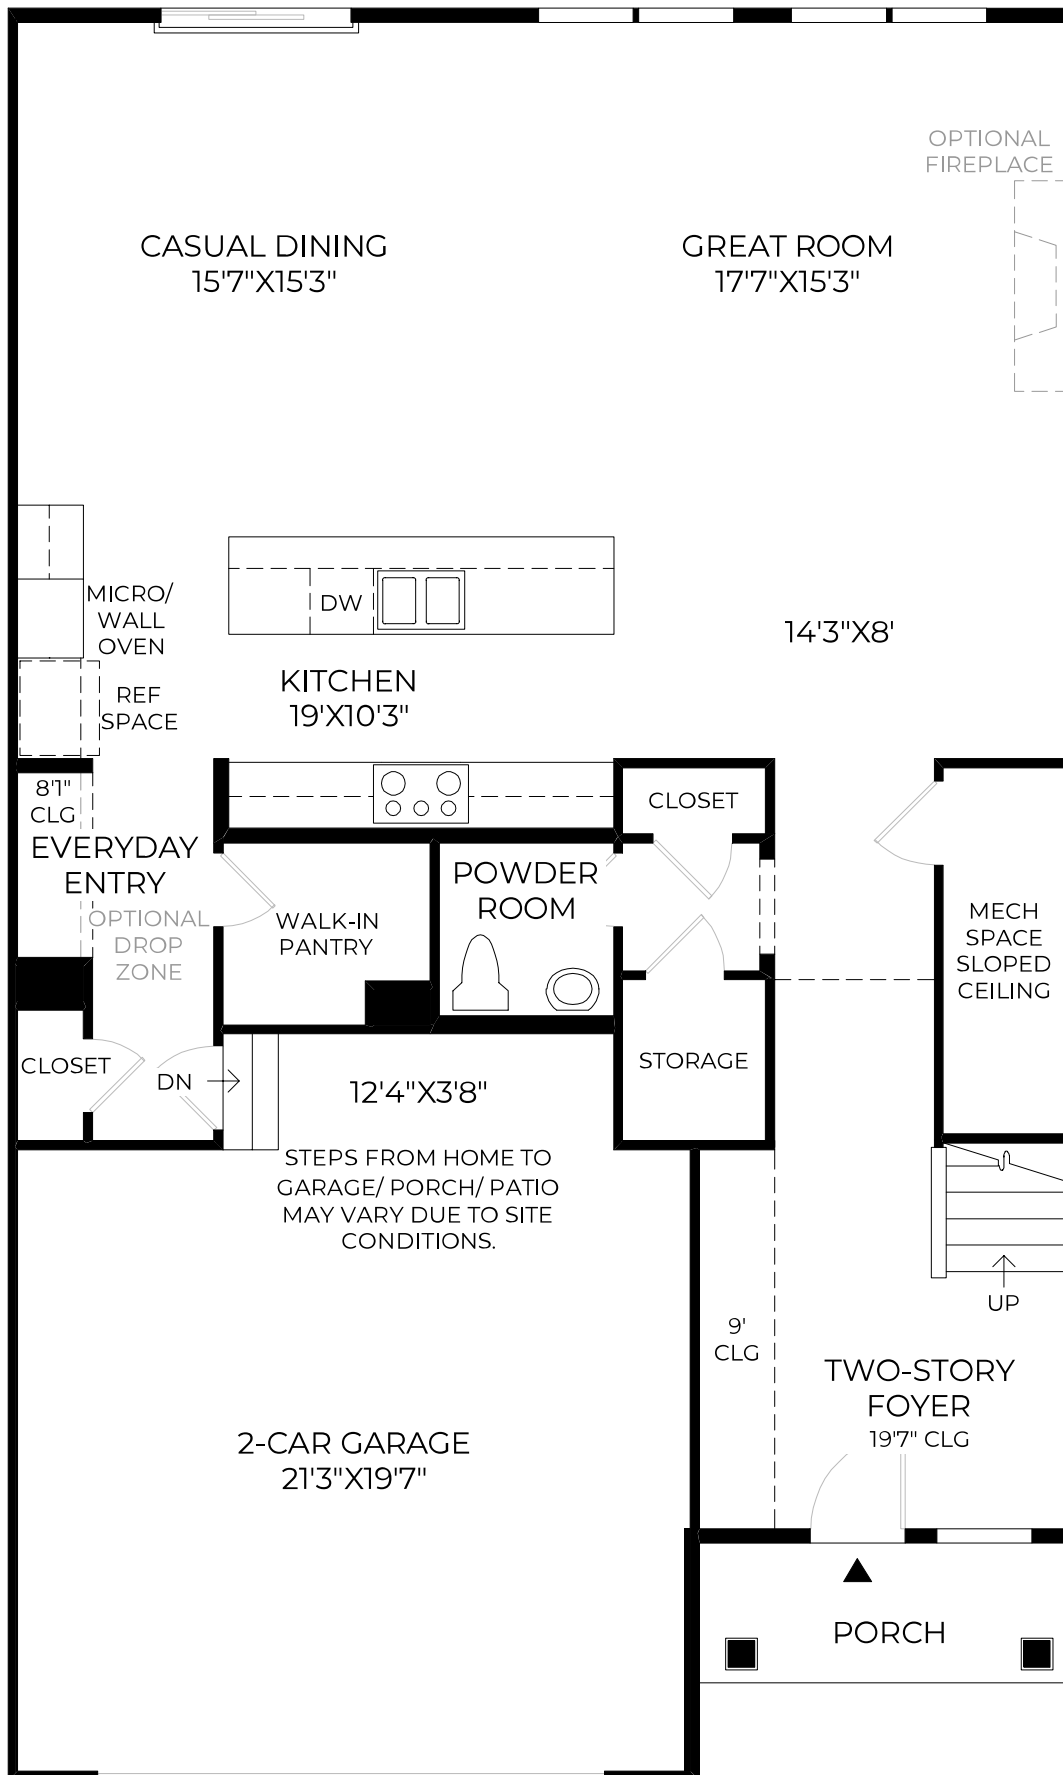 OPTIONAL
FIREPLACE
CASUAL DINING
15'7"X15'3"
GREAT ROOM
17'7"X15'3"
MICRO/
WALL
OVEN
DW
14'3"X8'
REF
SPACE
KITCHEN
19'X10'3"
8'1"
CLG
EVERYDAY
ENTRY
OPTIONAL
DROP
ZONE
WALK-IN
PANTRY
POWDER
ROOM
CLOSET
MECH
SPACE
SLOPED
CEILING
CLOSET
DN
12'4"X3'8"
STORAGE
STEPS FROM HOME TO
GARAGE/ PORCH/ PATIO
MAY VARY DUE TO SITE
CONDITIONS.
UP
9'
CLG
TWO-STORY
FOYER
19'7" CLG
2-CAR GARAGE
21'3"X19'7"
PORCH